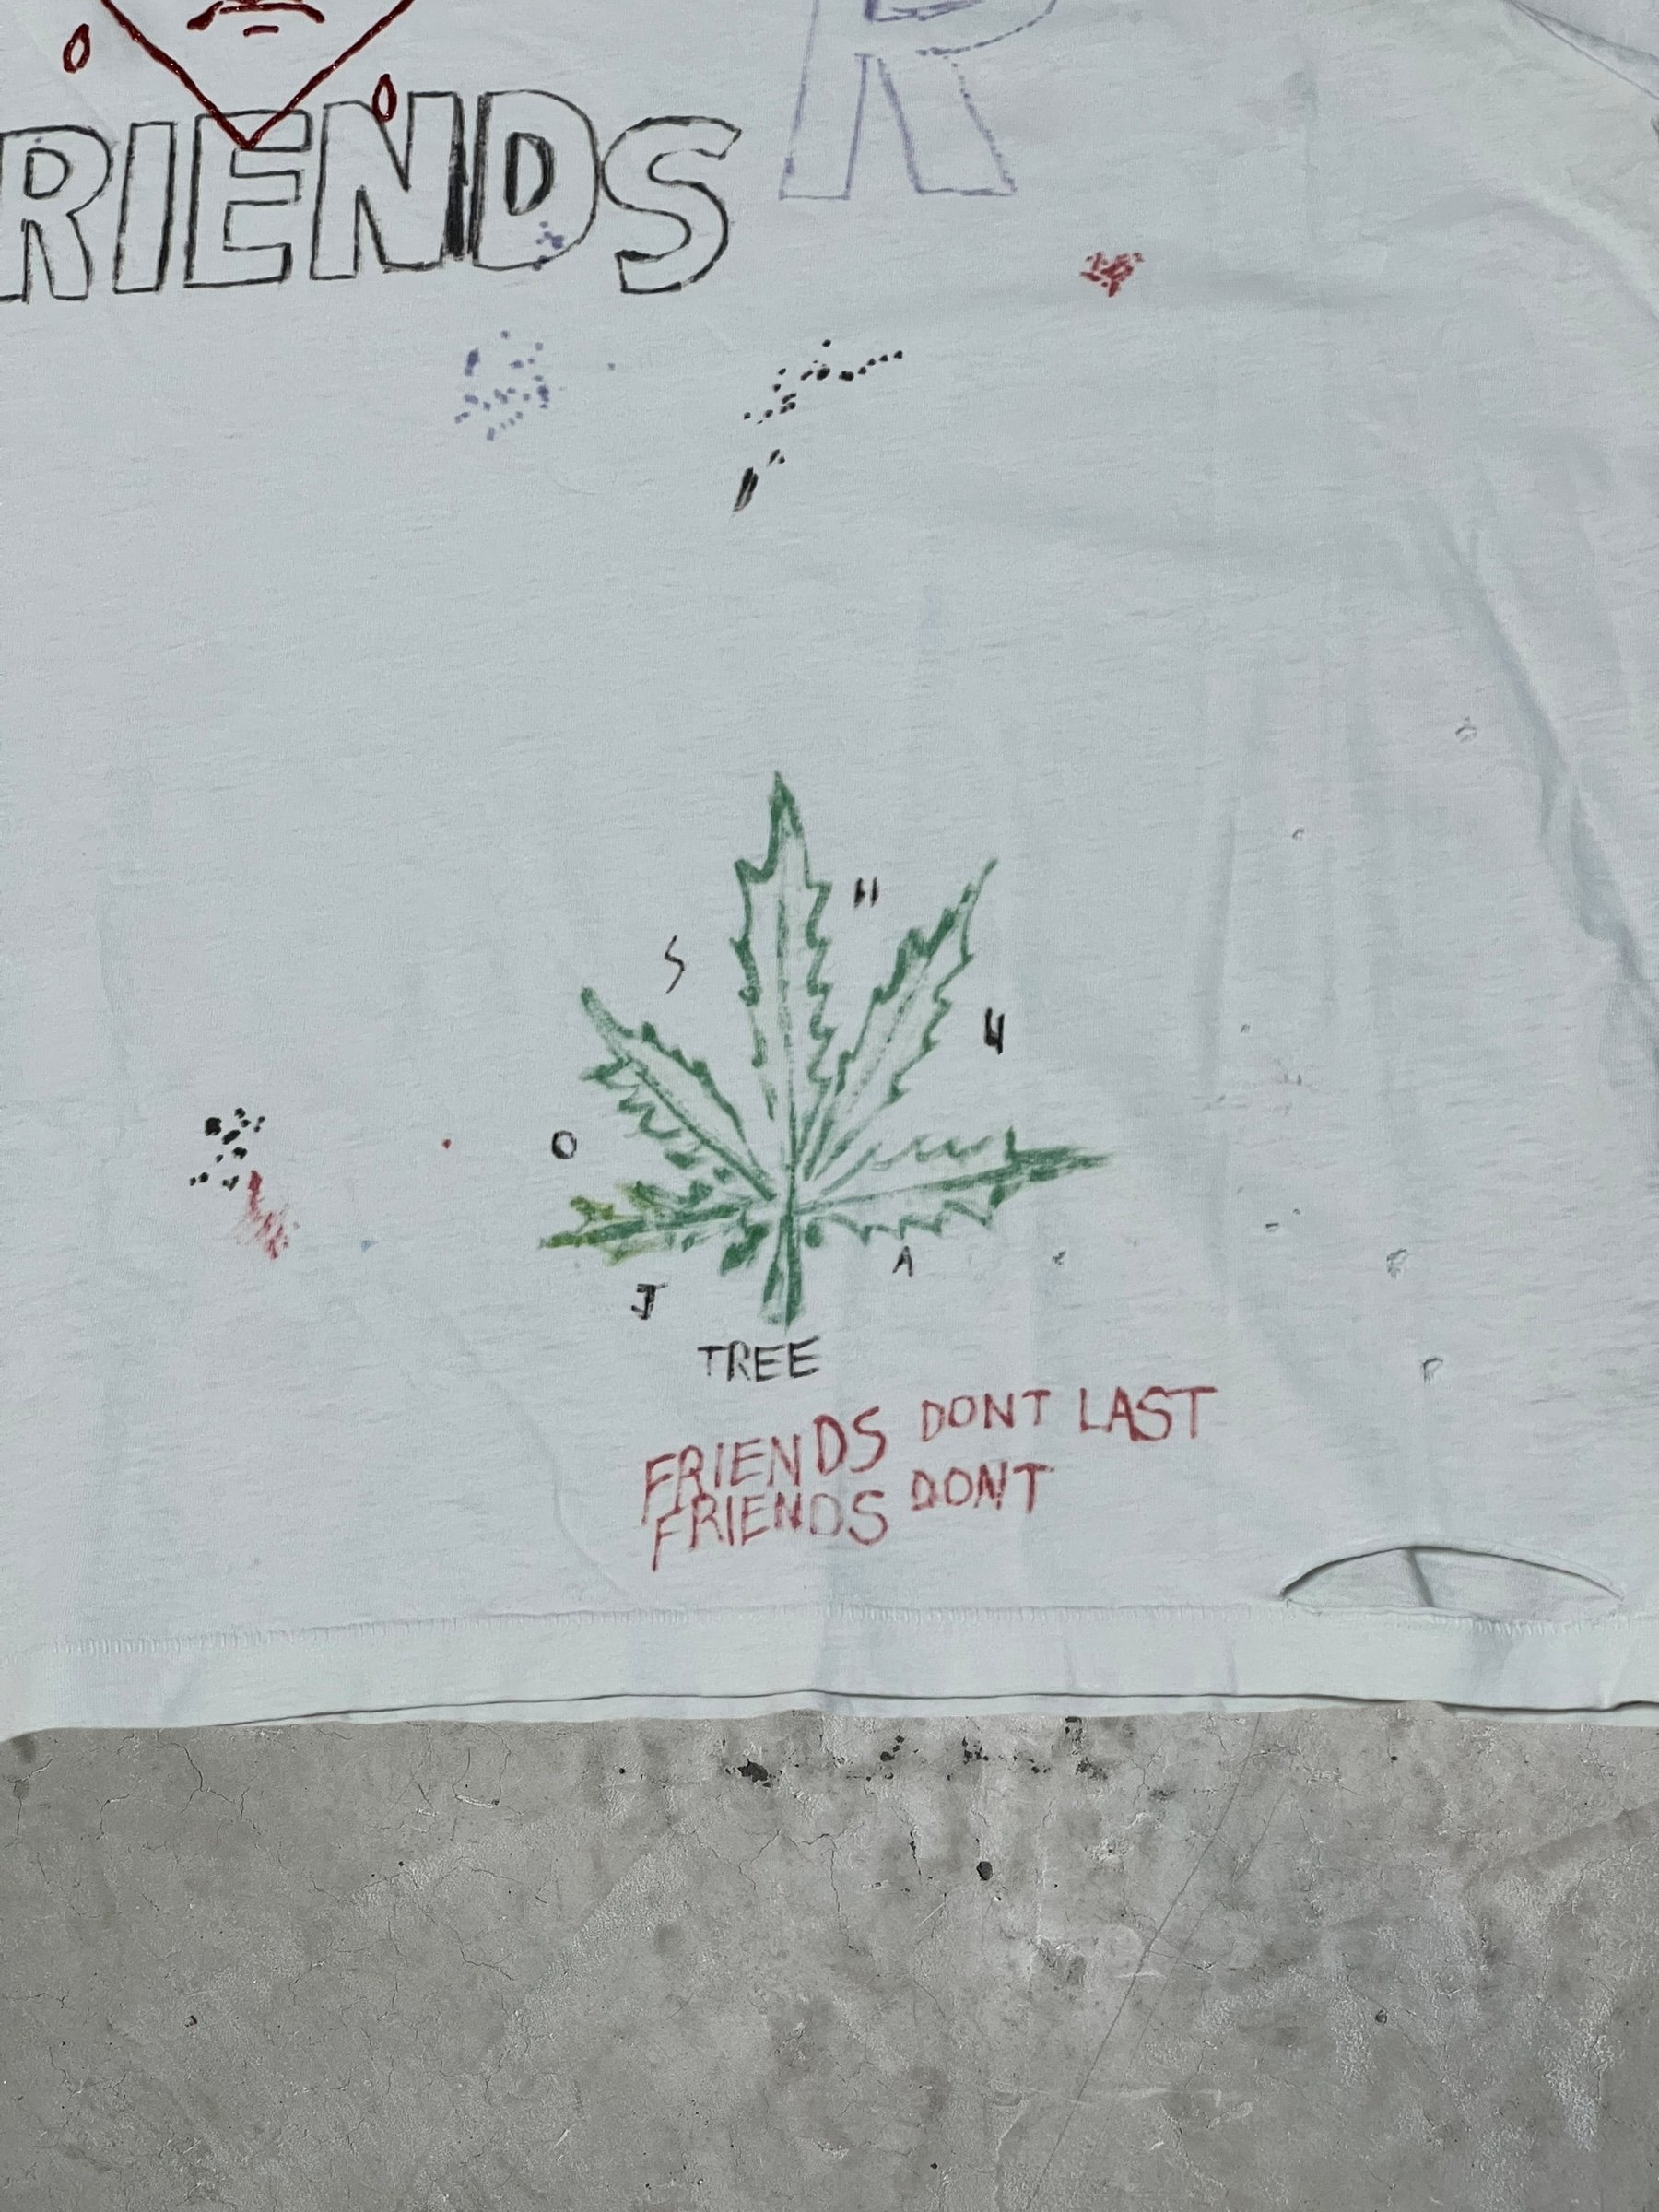 RIENDS
R
S H
O U
J A
TREE
FRIENDS DONT LAST
FRIENDS DONT